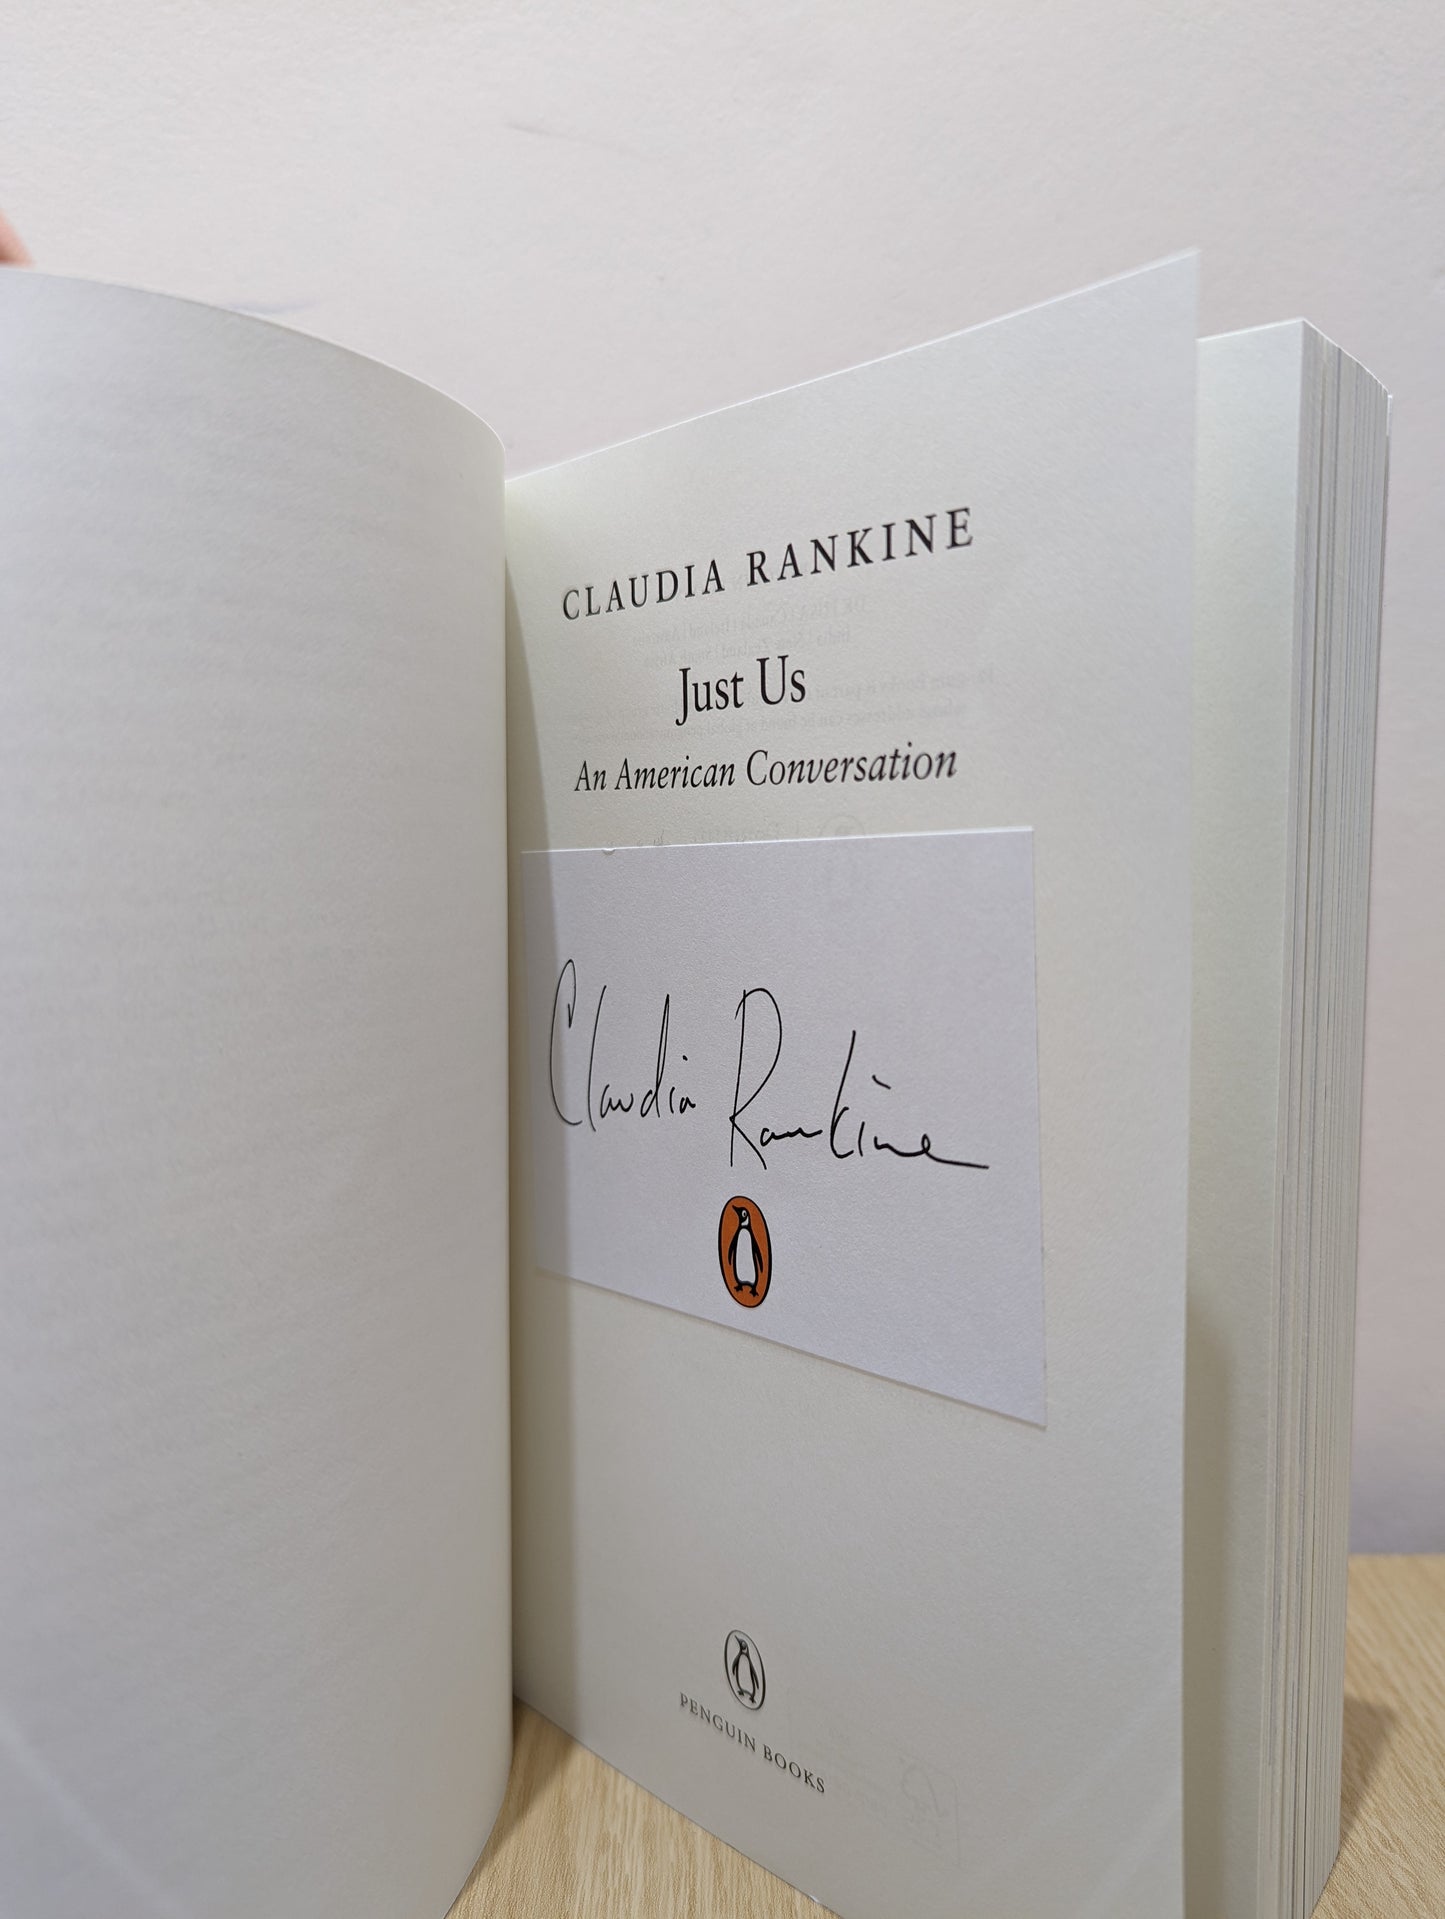 CLAUDIA RANKINE
Just Us
An American Conversation
Claudia Rankine
PENGUIN BOOKS